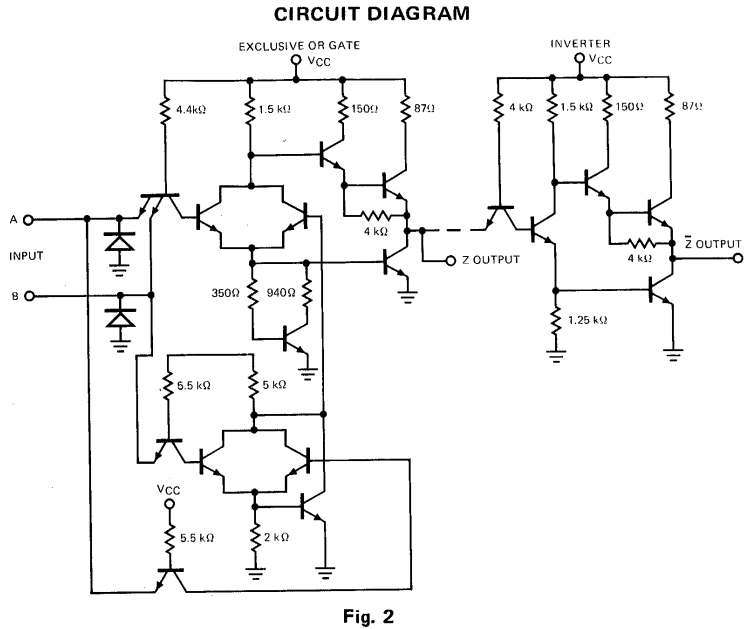 CIRCUIT DIAGRAM
EXCLUSIVE OR GATE
VCC
INVERTER
VCC
4.4kΩ
1.5 kΩ
150Ω
87Ω
4 kΩ
1.5 kΩ
150Ω
87Ω
A
INPUT
B
4 kΩ
Z OUTPUT
Z̅ OUTPUT
4 kΩ
350Ω
940Ω
1.25 kΩ
5.5 kΩ
5 kΩ
VCC
5.5 kΩ
2 kΩ
Fig. 2